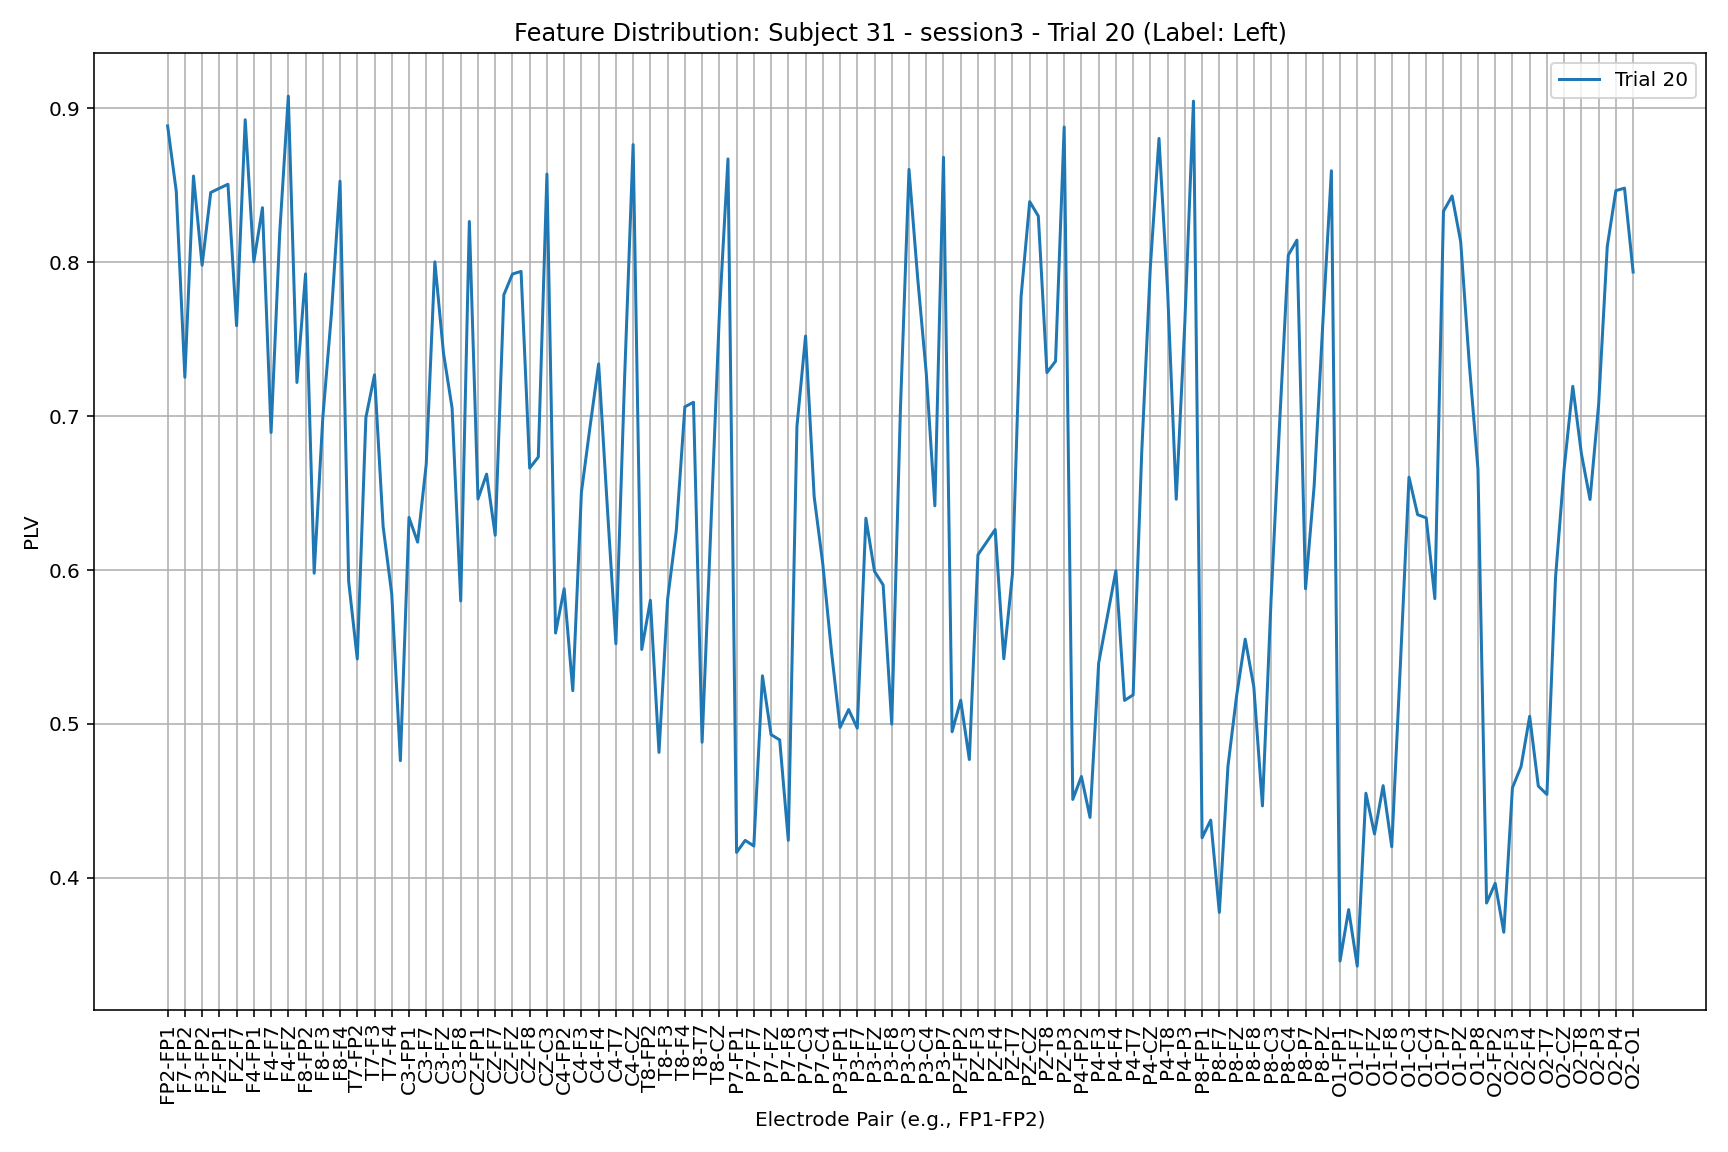 Feature Distribution: Subject 31 - session3 - Trial 20 (Label: Left)
Trial 20
PLV
0.9
0.8
0.7
0.6
0.5
0.4
FP2-FP1
F7-FP2
F3-FP2
FZ-FP1
FZ-F7
F4-FP1
F4-F7
F4-FZ
F8-FP2
F8-F3
F8-F4
T7-FP2
T7-F3
T7-F4
C3-FP1
C3-F7
C3-FZ
C3-F8
CZ-FP1
CZ-F7
CZ-FZ
CZ-F8
CZ-C3
C4-FP2
C4-F3
C4-F4
C4-T7
C4-CZ
T8-FP2
T8-F3
T8-F4
T8-T7
T8-CZ
P7-FP1
P7-F7
P7-FZ
P7-F8
P7-C3
P7-C4
P3-FP1
P3-F7
P3-FZ
P3-F8
P3-C3
P3-C4
P3-P7
PZ-FP2
PZ-F3
PZ-F4
PZ-T7
PZ-CZ
PZ-T8
PZ-P3
P4-FP2
P4-F3
P4-F4
P4-T7
P4-CZ
P4-T8
P4-P3
P8-FP1
P8-F7
P8-FZ
P8-F8
P8-C3
P8-C4
P8-P7
P8-PZ
O1-FP1
O1-F7
O1-FZ
O1-F8
O1-C3
O1-C4
O1-P7
O1-PZ
O1-P8
O2-FP2
O2-F3
O2-F4
O2-T7
O2-CZ
O2-T8
O2-P3
O2-P4
O2-O1
Electrode Pair (e.g., FP1-FP2)